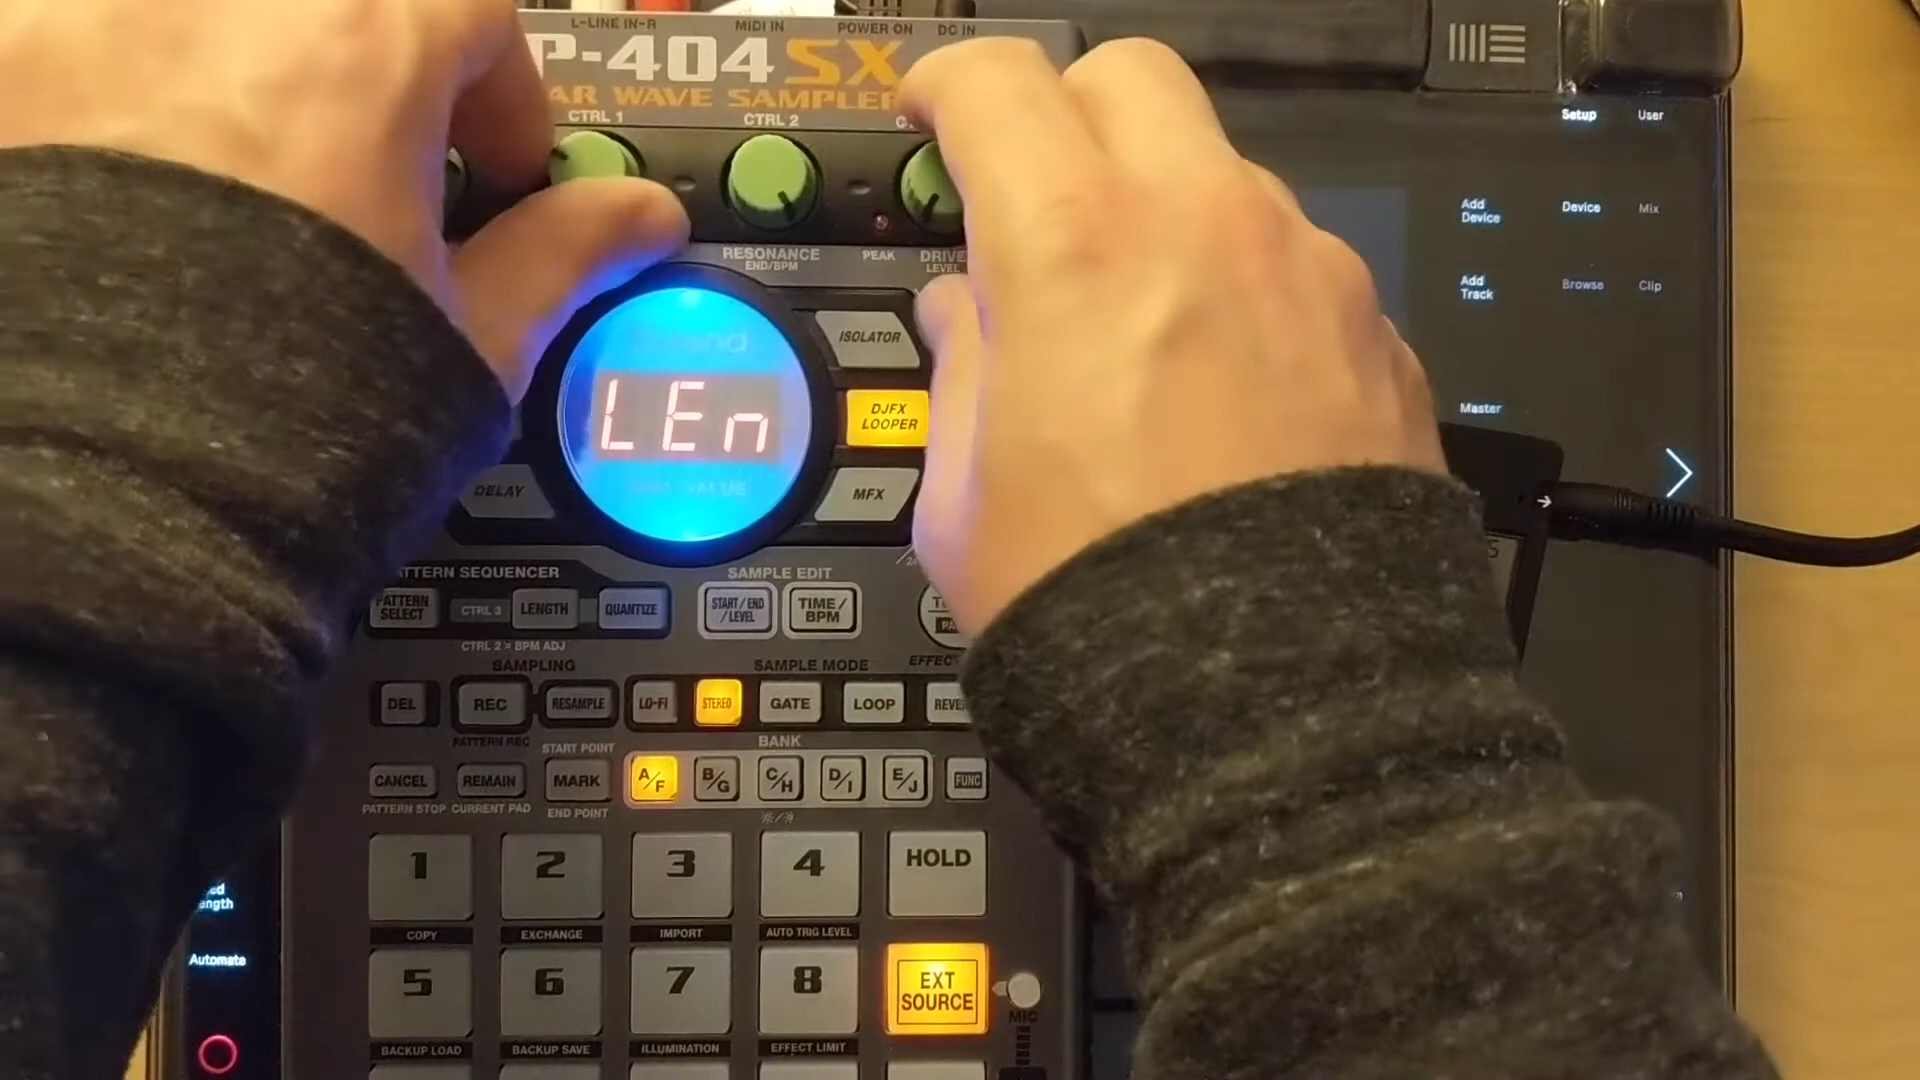 L-LINE IN-R MIDI IN POWER ON DC IN
P-404SX
AR WAVE SAMPLER
CTRL 1 CTRL 2
RESONANCE PEAK DRIVE
END/BPM LEVEL
ISOLATOR
LEn
DJFX
LOOPER
VALUE
DELAY
MFX
ATTERN SEQUENCER
SAMPLE EDIT
PATTERN
SELECT
CTRL 3
LENGTH
QUANTIZE
START/END
/LEVEL
TIME/
BPM
CTRL 2 = BPM ADJ
SAMPLING SAMPLE MODE EFFEC
DEL REC RESAMPLE LO-FI STEREO GATE LOOP REVE
PATTERN REC
START POINT
BANK
CANCEL REMAIN MARK A/F B/G C/H D/I E/J FUNC
PATTERN STOP CURRENT PAD END POINT
1 2 3 4 HOLD
COPY EXCHANGE IMPORT AUTO TRIG LEVEL
5 6 7 8
EXT
SOURCE
MIC
BACKUP LOAD BACKUP SAVE ILLUMINATION EFFECT LIMIT
Setup User
Add
Device
Device Mix
Add
Track
Browse Clip
Master
ength
Automate